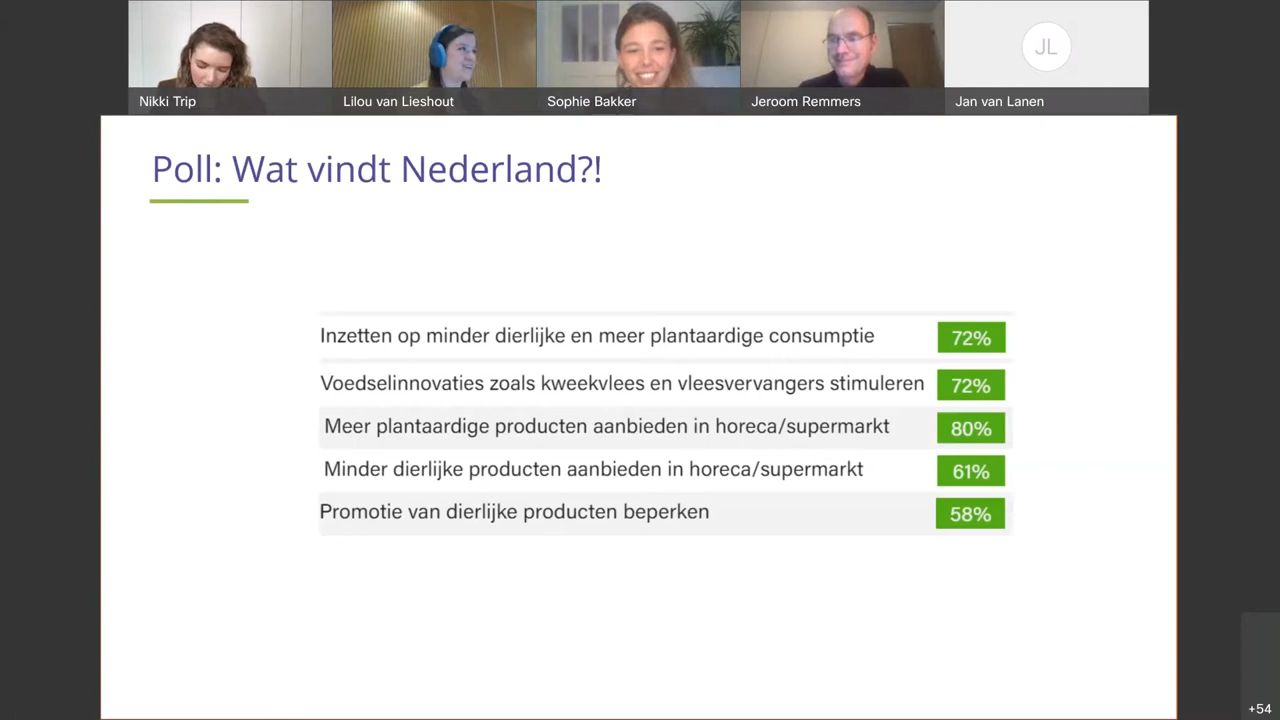 Nikki Trip
Lilou van Lieshout
Sophie Bakker
Jeroom Remmers
JL
Jan van Lanen
Poll: Wat vindt Nederland?!
Inzetten op minder dierlijke en meer plantaardige consumptie 72%
Voedselinnovaties zoals kweekvlees en vleesvervangers stimuleren 72%
Meer plantaardige producten aanbieden in horeca/supermarkt 80%
Minder dierlijke producten aanbieden in horeca/supermarkt 61%
Promotie van dierlijke producten beperken 58%
+54